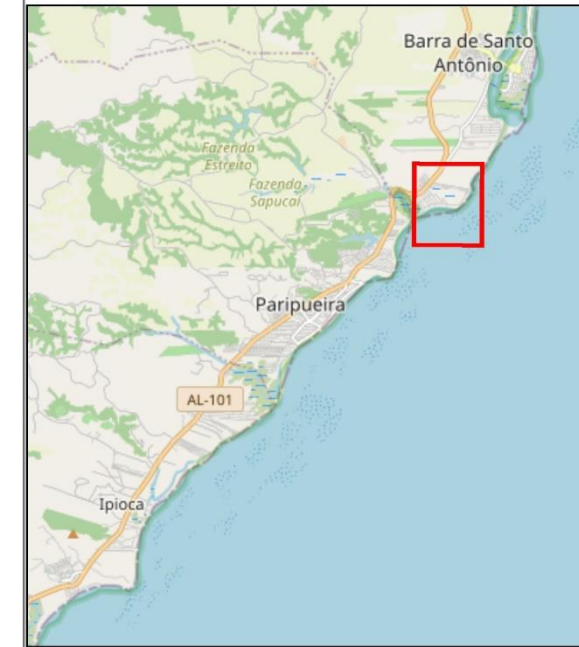 Barra de Santo
Antônio
Fazenda
Estreito
Fazenda
Sapucaí
Paripueira
AL-101
Ipioca